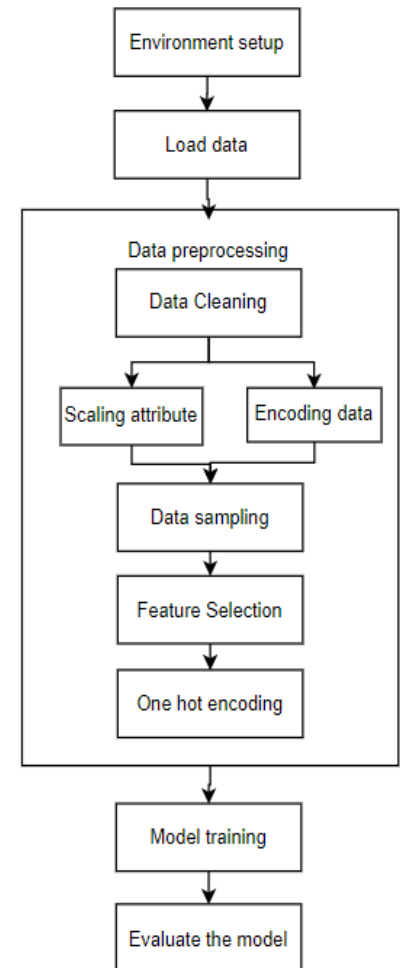 Environment setup
Load data
Data preprocessing
Data Cleaning
Scaling attribute
Encoding data
Data sampling
Feature Selection
One hot encoding
Model training
Evaluate the model